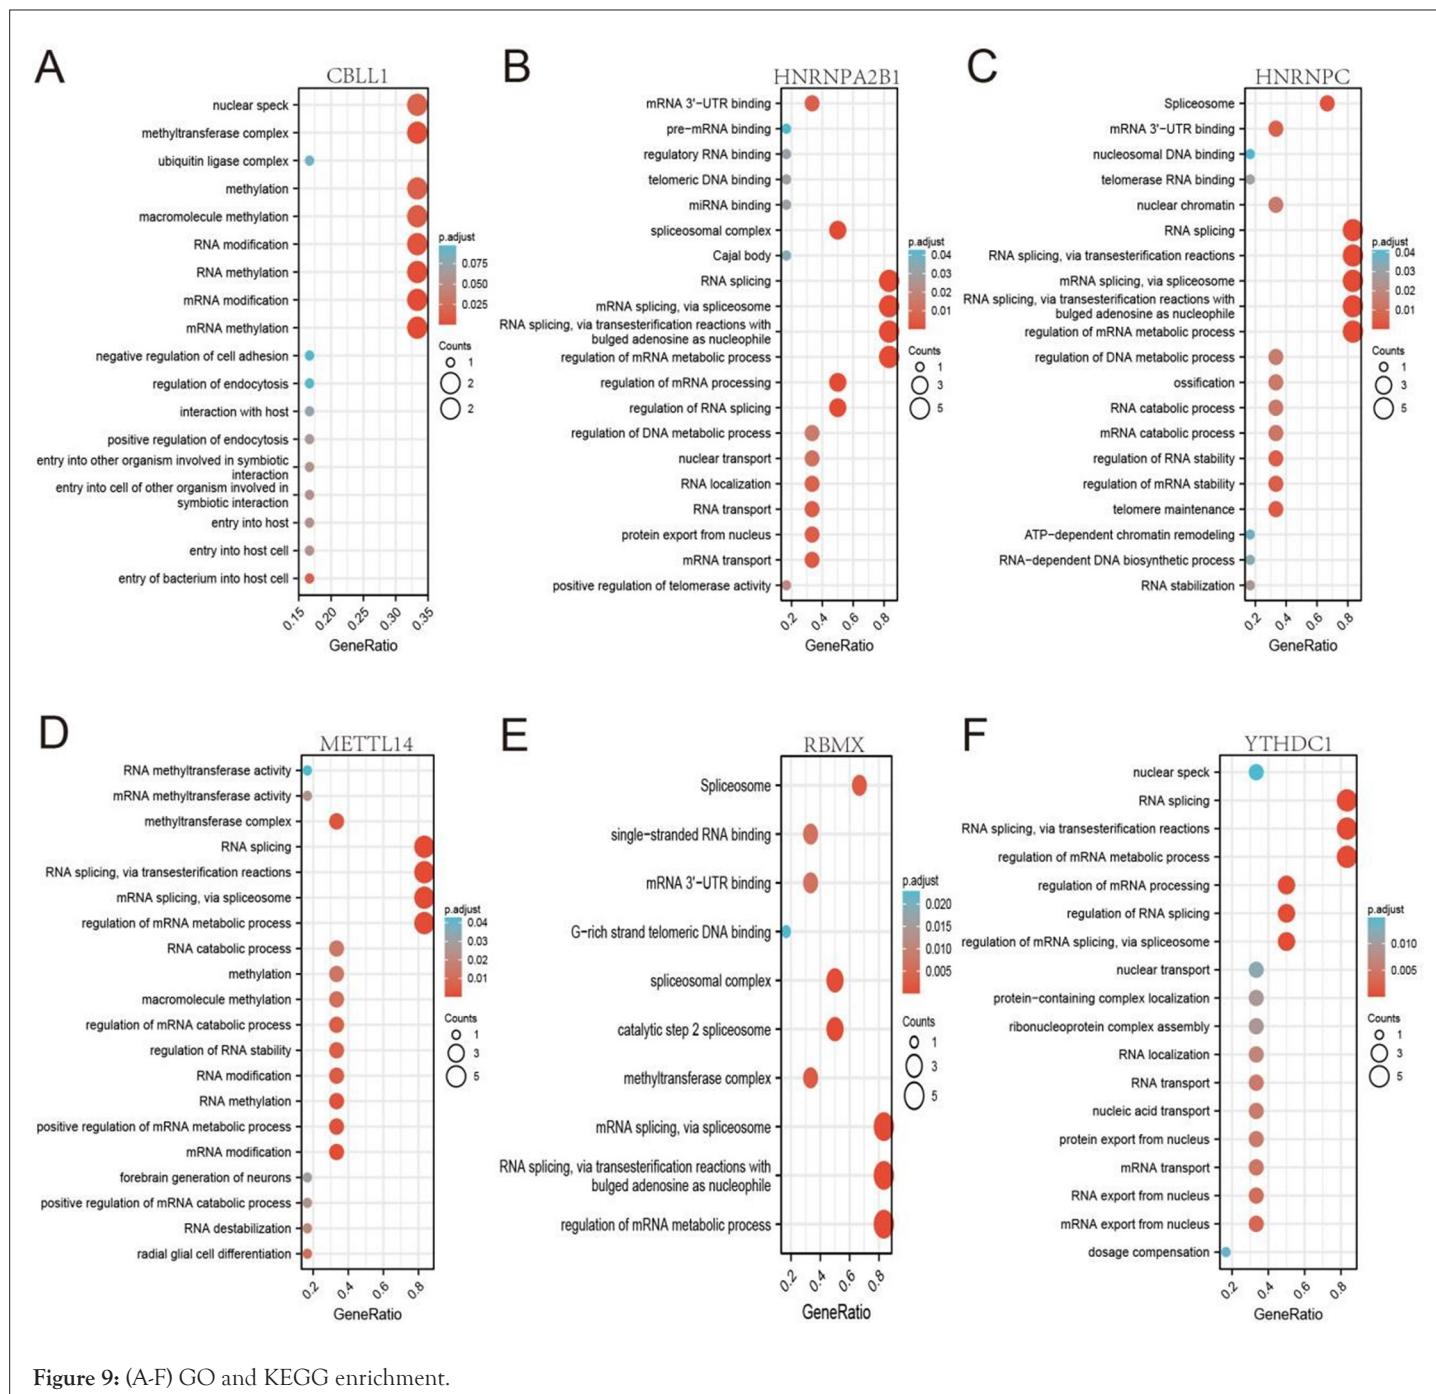 A
CBLL1
nuclear speck
methyltransferase complex
ubiquitin ligase complex
methylation
macromolecule methylation
RNA modification
RNA methylation
mRNA modification
mRNA methylation
negative regulation of cell adhesion
regulation of endocytosis
interaction with host
positive regulation of endocytosis
entry into other organism involved in symbiotic
interaction
entry into cell of other organism involved in
symbiotic interaction
entry into host
entry into host cell
entry of bacterium into host cell
0.15 0.20 0.25 0.30 0.35
GeneRatio
p.adjust
0.075
0.050
0.025
Counts
1
2
2
B
HNRNPA2B1
mRNA 3'-UTR binding
pre-mRNA binding
regulatory RNA binding
telomeric DNA binding
miRNA binding
spliceosomal complex
Cajal body
RNA splicing
mRNA splicing, via spliceosome
RNA splicing, via transesterification reactions with
bulged adenosine as nucleophile
regulation of mRNA metabolic process
regulation of mRNA processing
regulation of RNA splicing
regulation of DNA metabolic process
nuclear transport
RNA localization
RNA transport
protein export from nucleus
mRNA transport
positive regulation of telomerase activity
0.2 0.4 0.6 0.8
GeneRatio
p.adjust
0.04
0.03
0.02
0.01
Counts
1
3
5
C
HNRNPC
Spliceosome
mRNA 3'-UTR binding
nucleosomal DNA binding
telomerase RNA binding
nuclear chromatin
RNA splicing
RNA splicing, via transesterification reactions
mRNA splicing, via spliceosome
RNA splicing, via transesterification reactions with
bulged adenosine as nucleophile
regulation of mRNA metabolic process
regulation of DNA metabolic process
ossification
RNA catabolic process
mRNA catabolic process
regulation of RNA stability
regulation of mRNA stability
telomere maintenance
ATP-dependent chromatin remodeling
RNA-dependent DNA biosynthetic process
RNA stabilization
0.2 0.4 0.6 0.8
GeneRatio
p.adjust
0.04
0.03
0.02
0.01
Counts
1
3
5
D
METTL14
RNA methyltransferase activity
mRNA methyltransferase activity
methyltransferase complex
RNA splicing
RNA splicing, via transesterification reactions
mRNA splicing, via spliceosome
regulation of mRNA metabolic process
RNA catabolic process
methylation
macromolecule methylation
regulation of mRNA catabolic process
regulation of RNA stability
RNA modification
RNA methylation
positive regulation of mRNA metabolic process
mRNA modification
forebrain generation of neurons
positive regulation of mRNA catabolic process
RNA destabilization
radial glial cell differentiation
0.2 0.4 0.6 0.8
GeneRatio
p.adjust
0.04
0.03
0.02
0.01
Counts
1
3
5
E
RBMX
Spliceosome
single-stranded RNA binding
mRNA 3'-UTR binding
G-rich strand telomeric DNA binding
spliceosomal complex
catalytic step 2 spliceosome
methyltransferase complex
mRNA splicing, via spliceosome
RNA splicing, via transesterification reactions with
bulged adenosine as nucleophile
regulation of mRNA metabolic process
0.2 0.4 0.6 0.8
GeneRatio
p.adjust
0.020
0.015
0.010
0.005
Counts
1
3
5
F
YTHDC1
nuclear speck
RNA splicing
RNA splicing, via transesterification reactions
regulation of mRNA metabolic process
regulation of mRNA processing
regulation of RNA splicing
regulation of mRNA splicing, via spliceosome
nuclear transport
protein-containing complex localization
ribonucleoprotein complex assembly
RNA localization
RNA transport
nucleic acid transport
protein export from nucleus
mRNA transport
RNA export from nucleus
mRNA export from nucleus
dosage compensation
0.2 0.4 0.6 0.8
GeneRatio
p.adjust
0.010
0.005
Counts
1
3
5
Figure 9: (A-F) GO and KEGG enrichment.